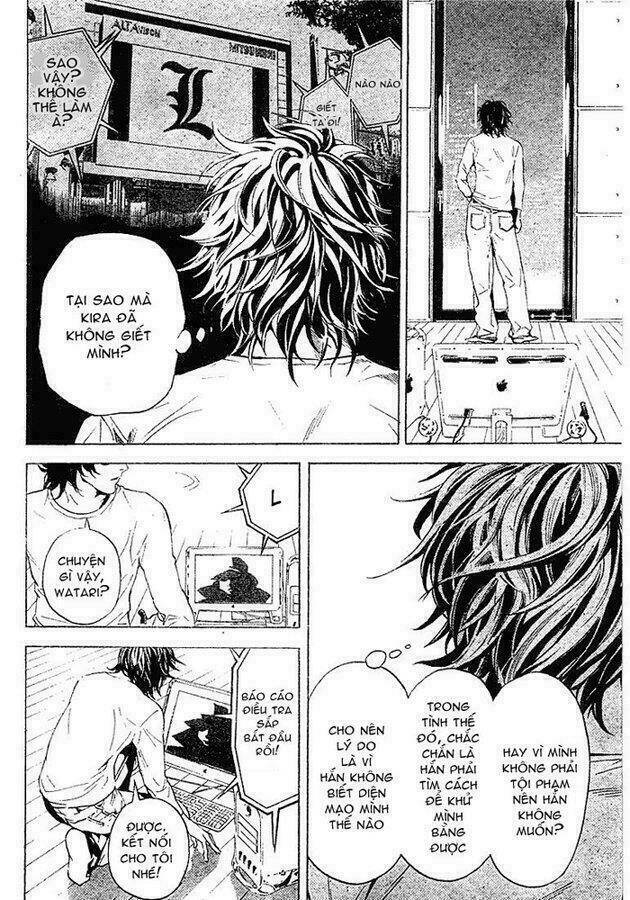 ALTA VISION
MITSUKOSHI
SAO
VẬY?
KHÔNG
THỂ LÀM
À?
NÀO NÀO
GIẾT
TA ĐI!
L
TẠI SAO MÀ
KIRA ĐÃ
KHÔNG GIẾT
MÌNH?
L
CHUYỆN
GÌ VẬY,
WATARI?
HAY VÌ MÌNH
KHÔNG PHẢI
TỘI PHẠM
NÊN HẮN
KHÔNG
MUỐN?
TRONG
TÌNH THẾ
ĐÓ, CHẮC
CHẮN LÀ
HẮN PHẢI
TÌM CÁCH
ĐỂ KHỬ
MÌNH
BẰNG
ĐƯỢC
CHO NÊN
LÝ DO
LÀ VÌ
HẮN KHÔNG
BIẾT DIỆN
MẠO MÌNH
THẾ NÀO
BÁO CÁO
ĐIỀU TRA
SẮP
BẮT ĐẦU
RỒI!
ĐƯỢC,
KẾT NỐI
CHO TÔI
NHÉ!